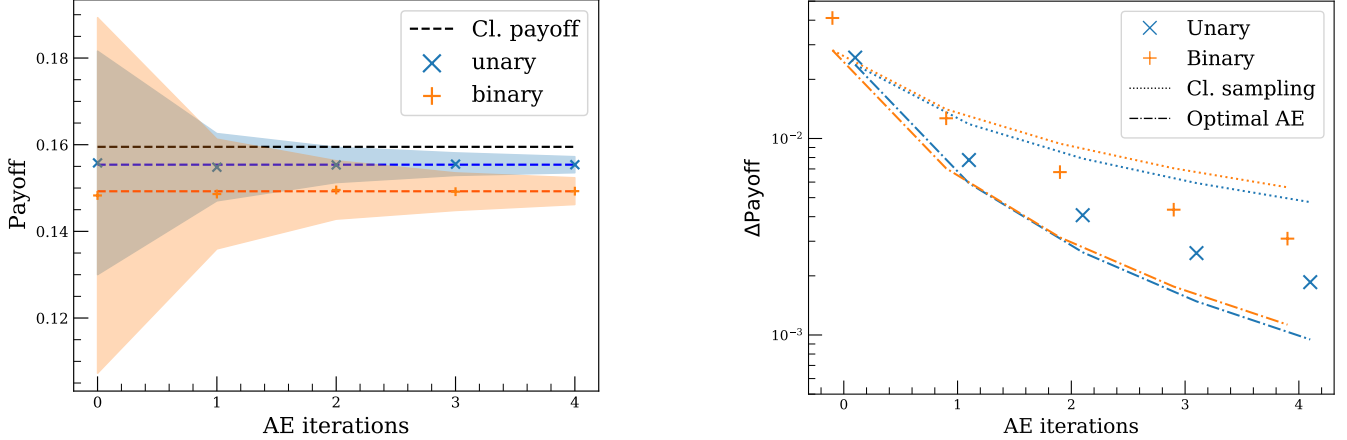 Cl. payoff
unary
binary
0.18
0.16
0.14
0.12
Payoff
0 1 2 3 4
AE iterations
Unary
Binary
Cl. sampling
Optimal AE
10⁻²
10⁻³
ΔPayoff
0 1 2 3 4
AE iterations